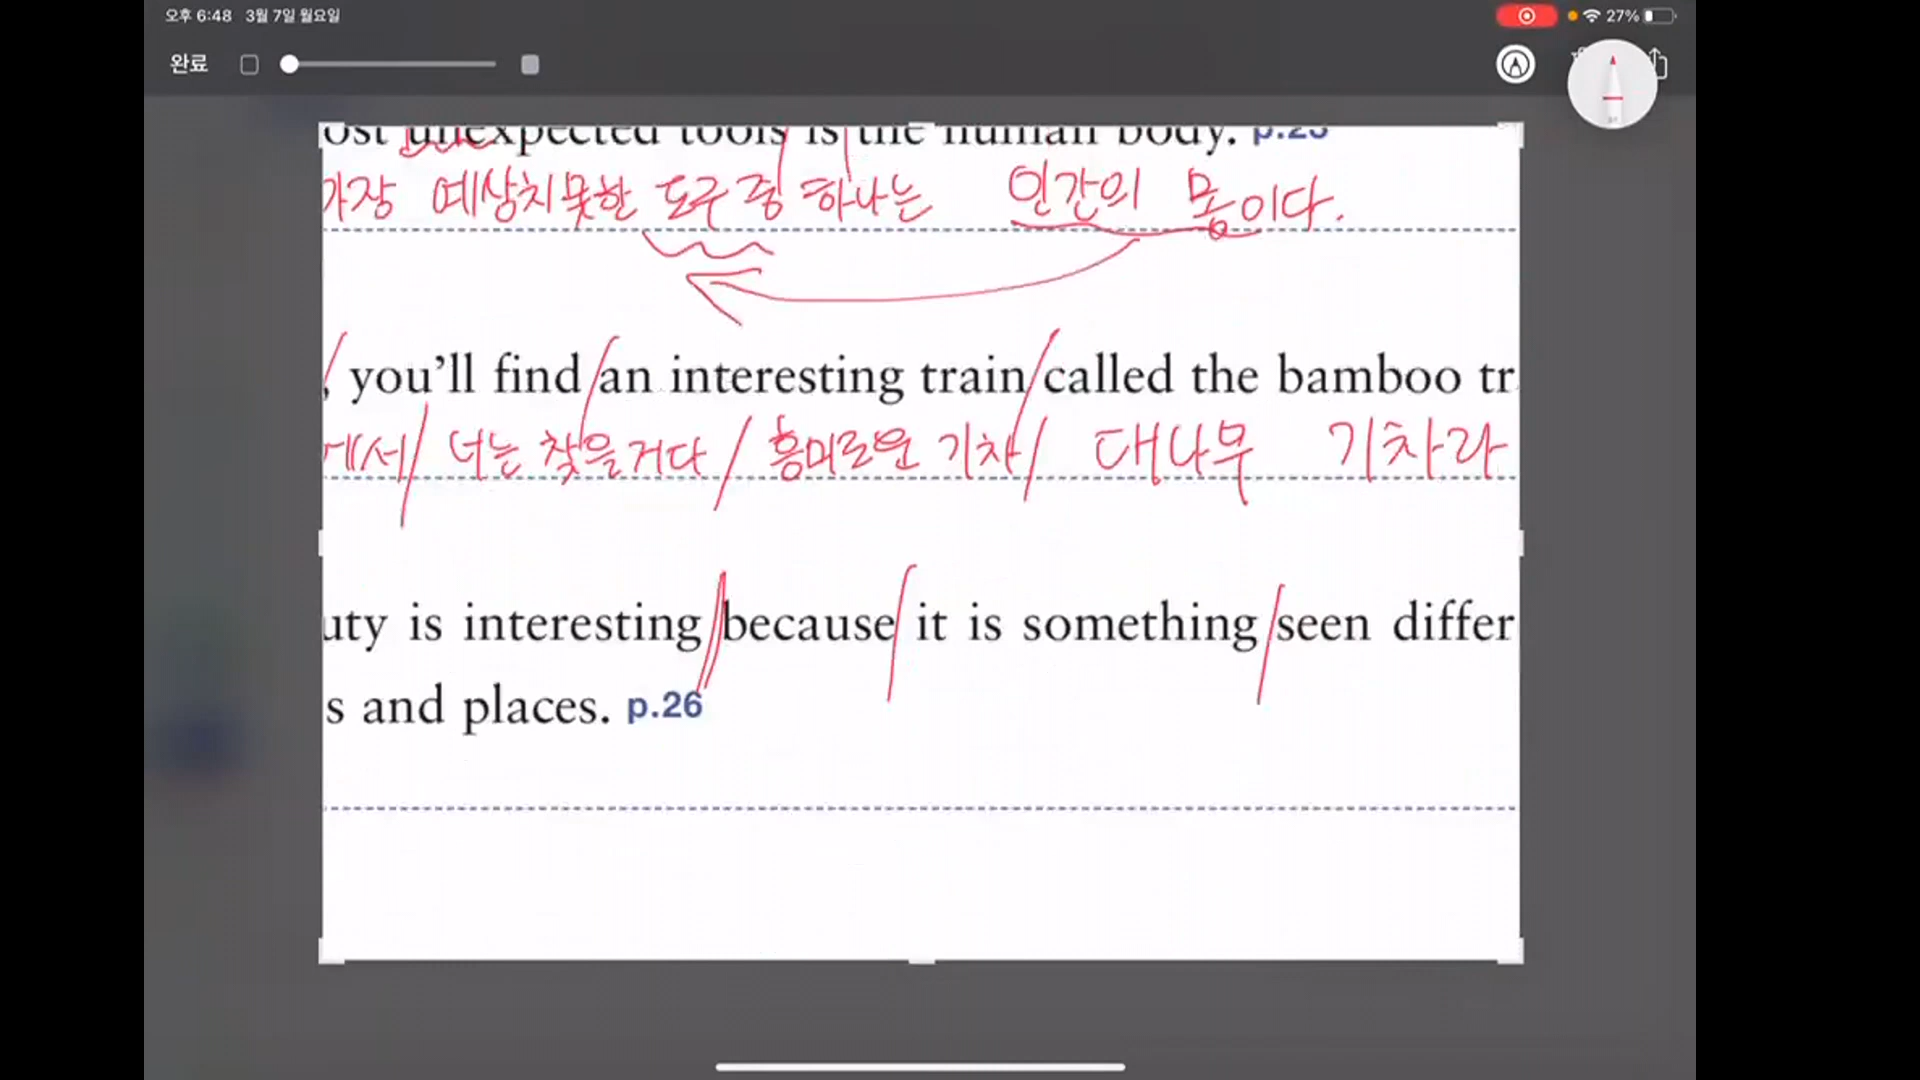 오후 6:48 3월 7일 월요일
27%
완료
ost unexpected tools is the human body. p.25
가장 예상치못한 도구 중 하나는 인간의 몸이다.
, you'll find an interesting train called the bamboo tr
에서 너는 찾을거다 흥미로운 기차 대나무 기차라
uty is interesting because it is something seen differ
s and places. p.26